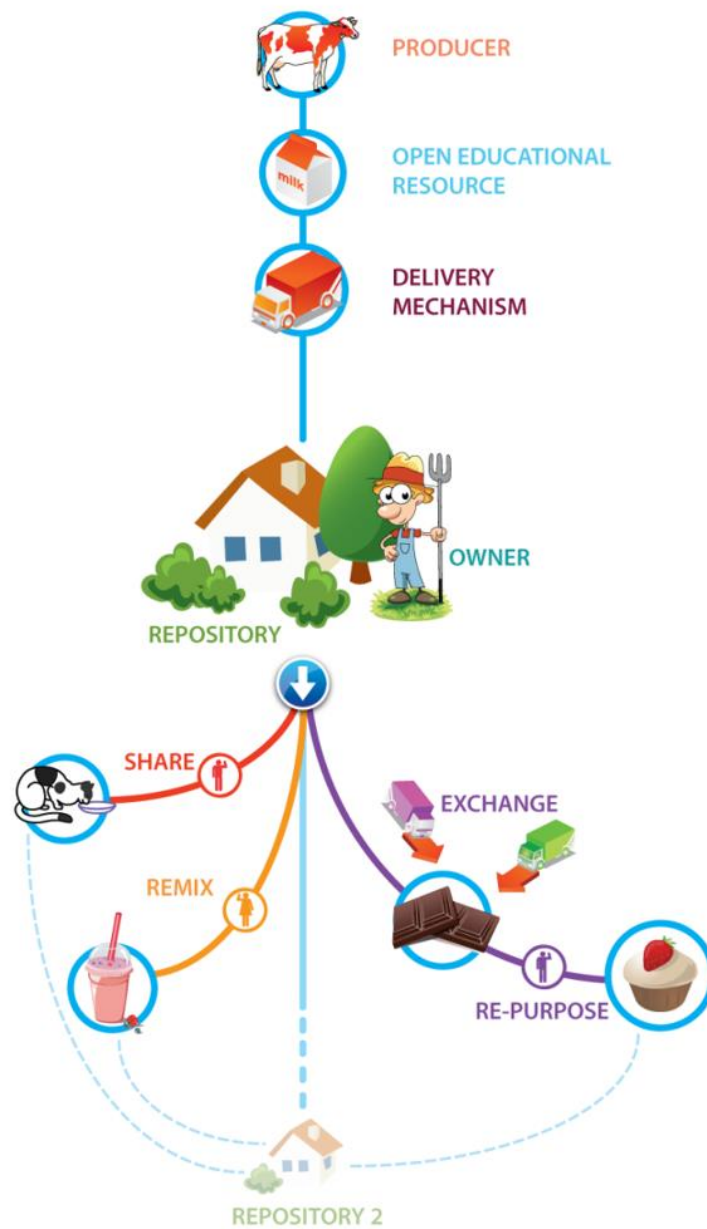 PRODUCER
OPEN EDUCATIONAL
RESOURCE
milk
DELIVERY
MECHANISM
OWNER
REPOSITORY
SHARE
EXCHANGE
REMIX
RE-PURPOSE
REPOSITORY 2